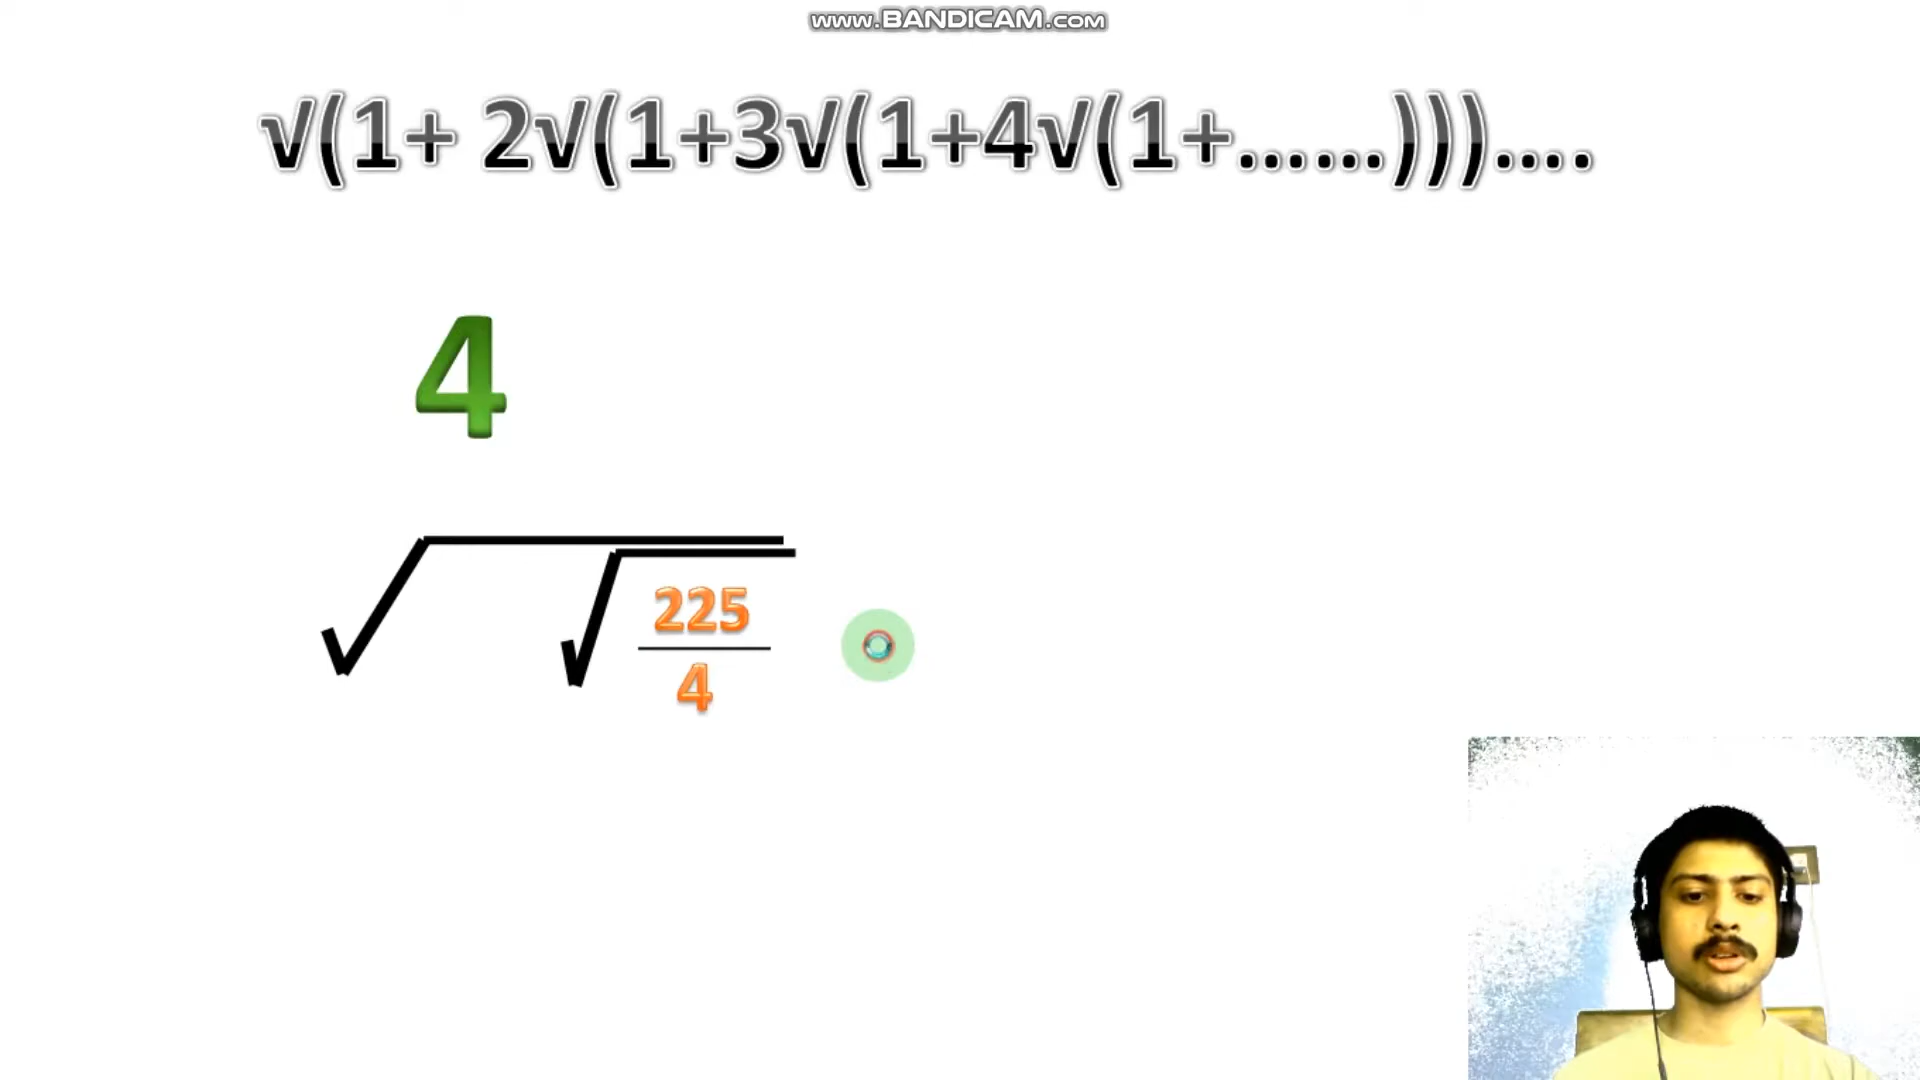 www.BANDICAM.com
√(1+ 2√(1+3√(1+4√(1+......)))....
4
√ √ 225
4